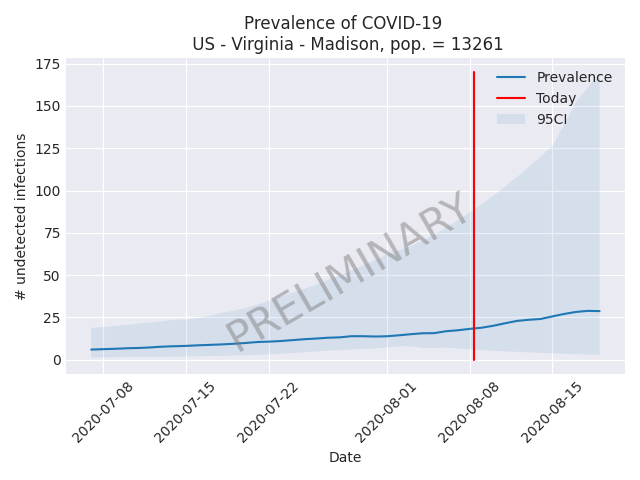 Prevalence of COVID-19
US - Virginia - Madison, pop. = 13261
# undetected infections
175
150
125
100
75
50
25
0
Prevalence
Today
95CI
PRELIMINARY
2020-07-08
2020-07-15
2020-07-22
2020-08-01
2020-08-08
2020-08-15
Date